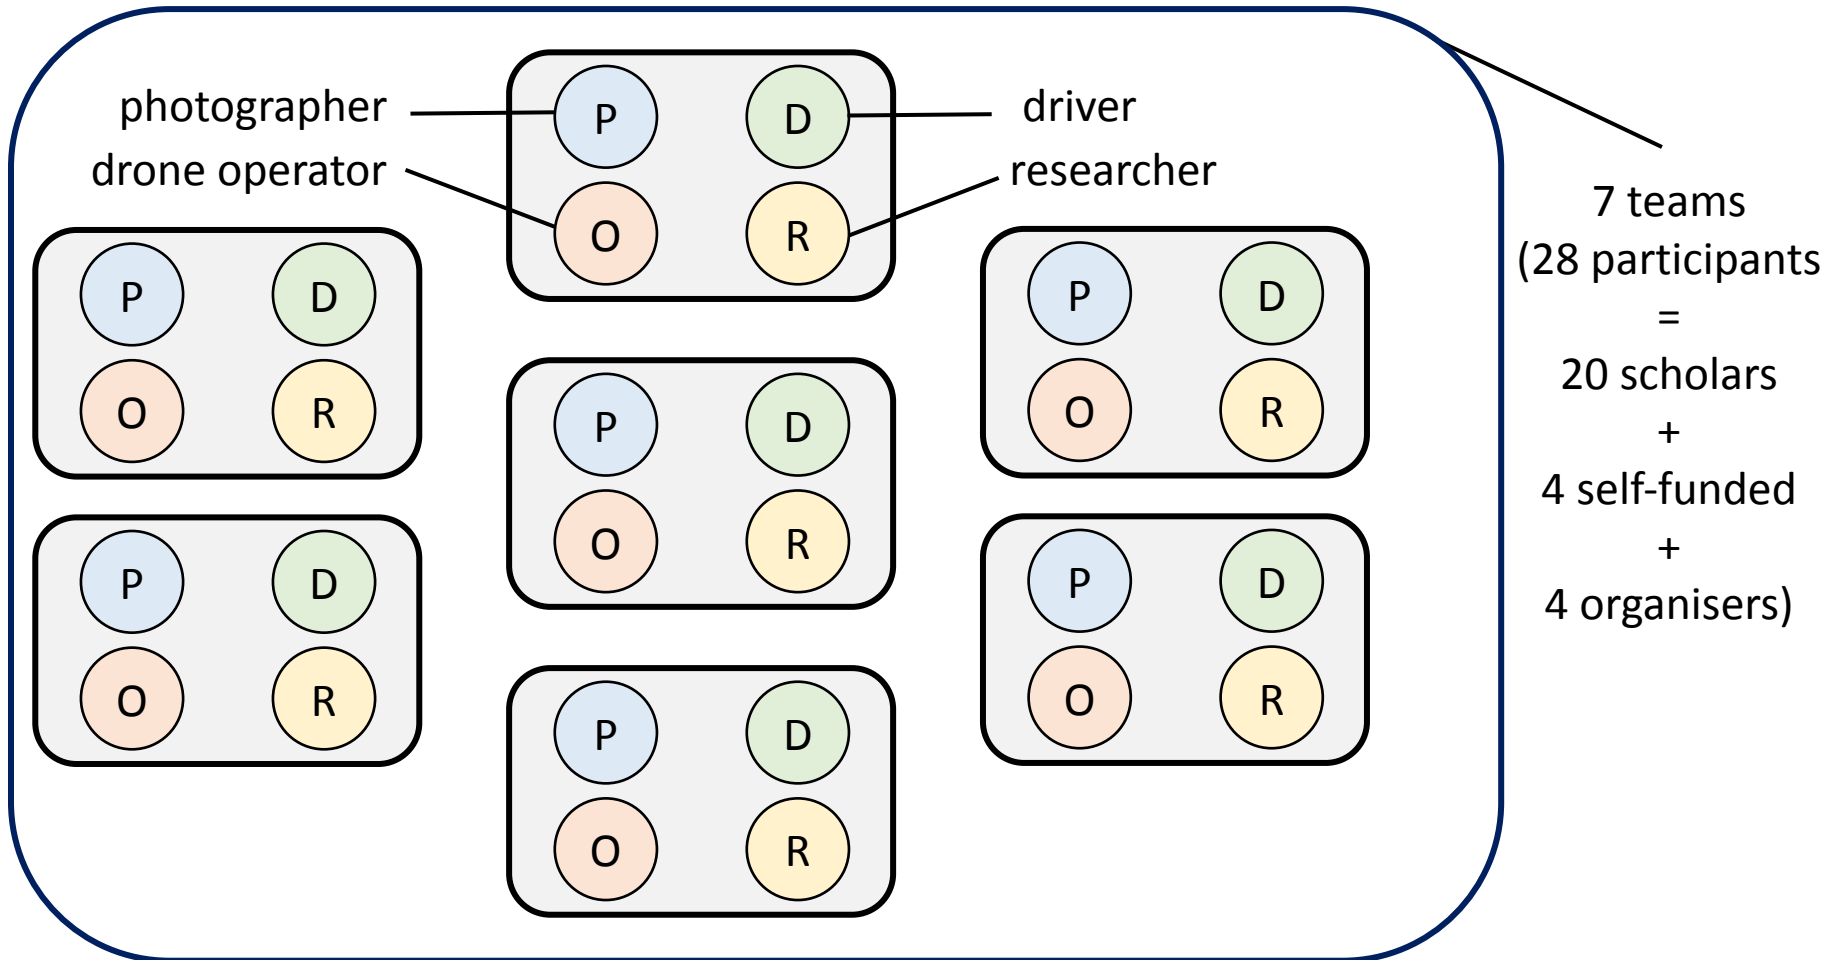 photographer
drone operator
P D
O R
driver
researcher
P D
O R
P D
O R
P D
O R
P D
O R
P D
O R
P D
O R
7 teams
(28 participants
=
20 scholars
+
4 self-funded
+
4 organisers)